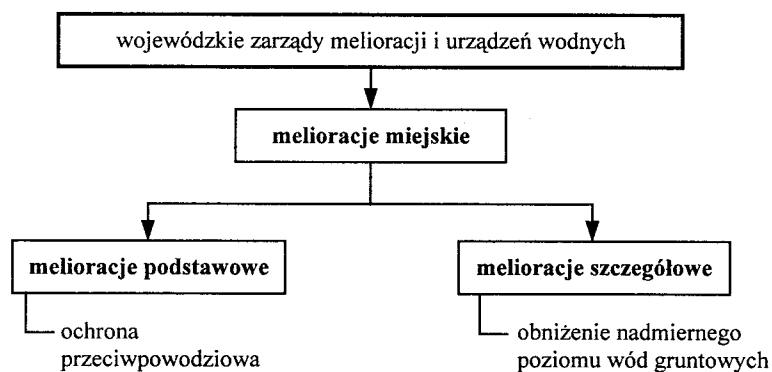 wojewódzkie zarządy melioracji i urządzeń wodnych
melioracje miejskie
melioracje podstawowe
ochrona
przeciwpowodziowa
melioracje szczegółowe
obniżenie nadmiernego
poziomu wód gruntowych